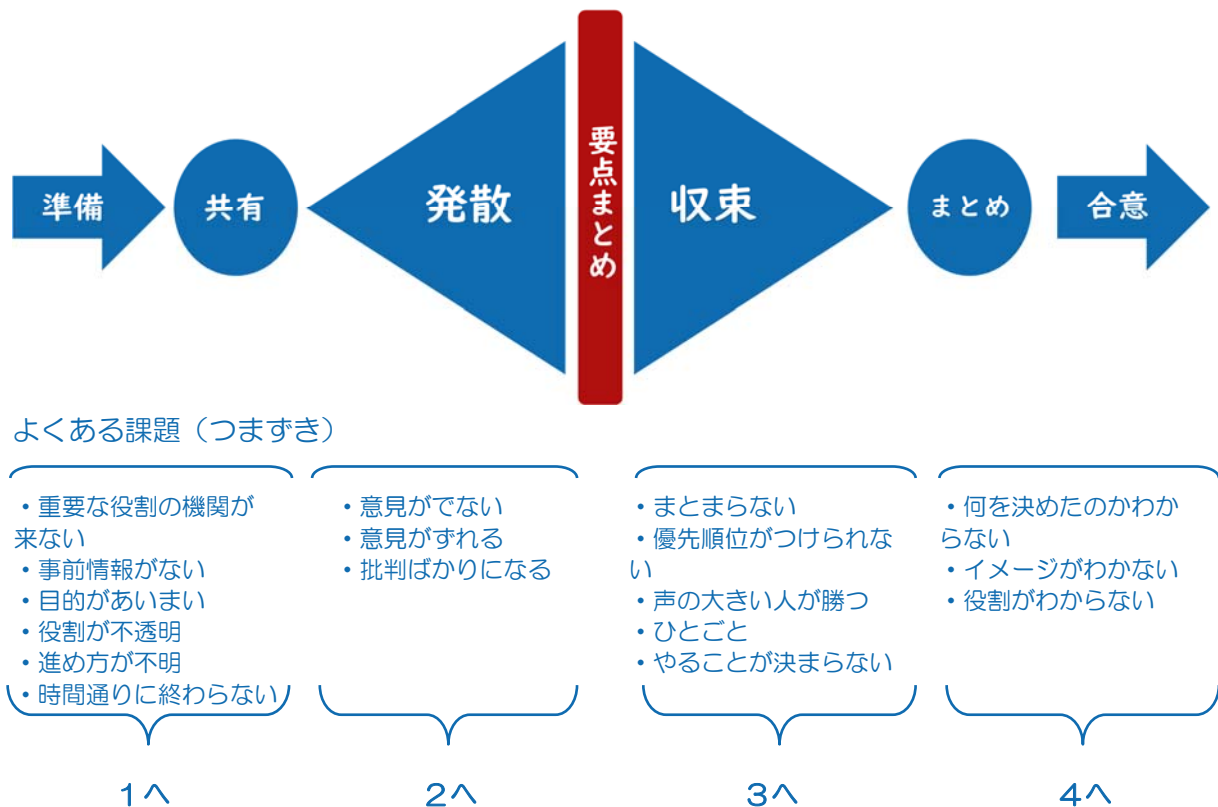 準備
共有
発散
要点まとめ
収束
まとめ
合意
よくある課題（つまずき）
・重要な役割の機関が
来ない
・事前情報がない
・目的があいまい
・役割が不透明
・進め方が不明
・時間通りに終わらない
・意見がでない
・意見がずれる
・批判ばかりになる
・まとまらない
・優先順位がつけられな
い
・声の大きい人が勝つ
・ひとごと
・やることが決まらない
・何を決めたのかわか
らない
・イメージがわかない
・役割がわからない
１へ
２へ
３へ
４へ